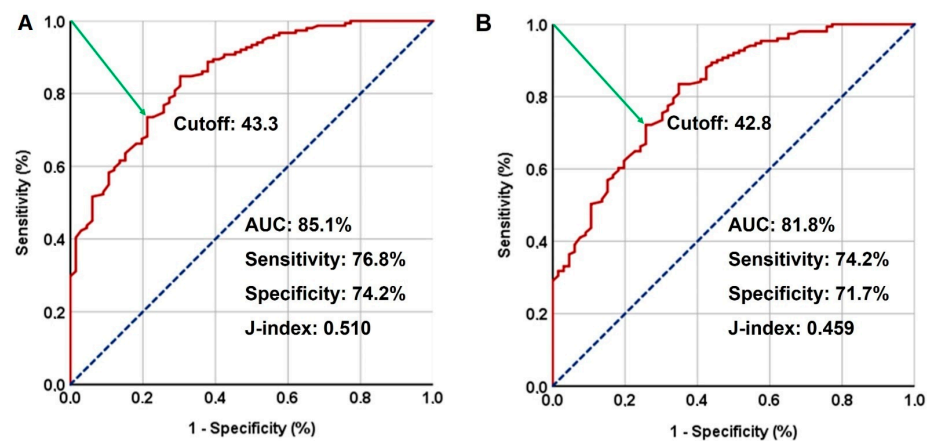 A
1.0
0.8
0.6
0.4
0.2
0.0
Sensitivity (%)
Cutoff: 43.3
AUC: 85.1%
Sensitivity: 76.8%
Specificity: 74.2%
J-index: 0.510
0.0 0.2 0.4 0.6 0.8 1.0
1 - Specificity (%)
B
1.0
0.8
0.6
0.4
0.2
0.0
Sensitivity (%)
Cutoff: 42.8
AUC: 81.8%
Sensitivity: 74.2%
Specificity: 71.7%
J-index: 0.459
0.0 0.2 0.4 0.6 0.8 1.0
1 - Specificity (%)